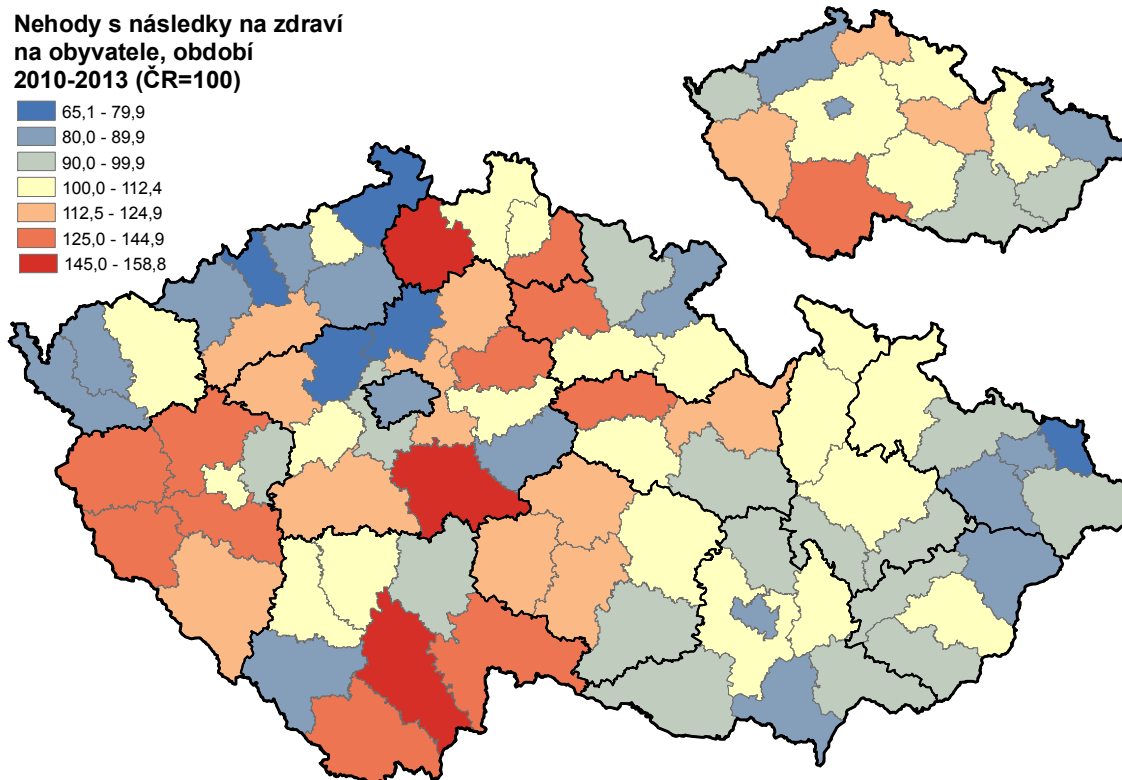 Nehody s následky na zdraví
na obyvatele, období
2010-2013 (ČR=100)
65,1 - 79,9
80,0 - 89,9
90,0 - 99,9
100,0 - 112,4
112,5 - 124,9
125,0 - 144,9
145,0 - 158,8